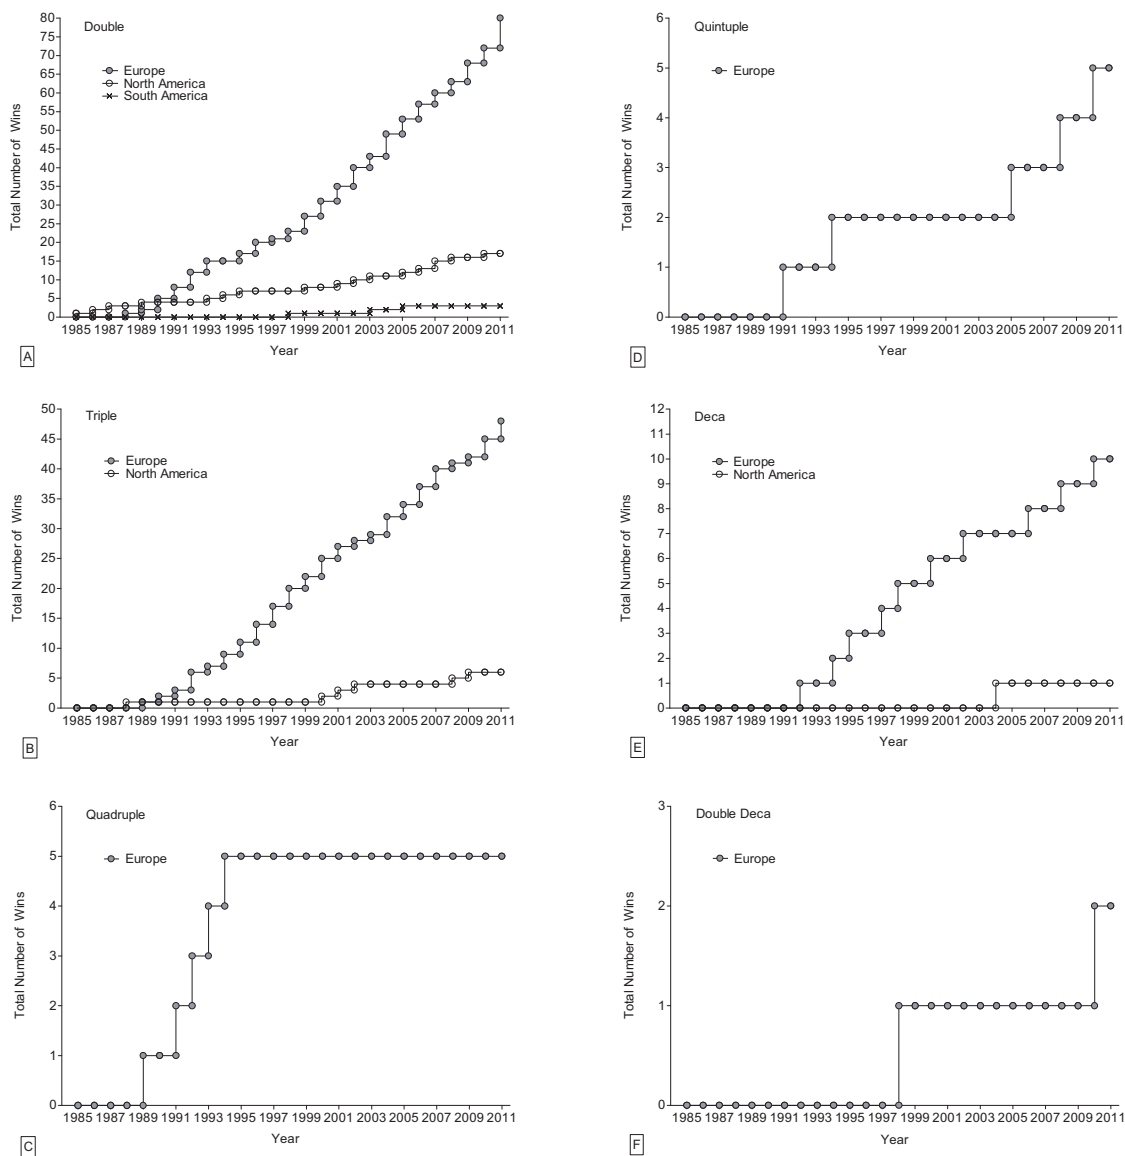 Double
Europe
North America
South America
Total Number of Wins
80
75
70
65
60
55
50
45
40
35
30
25
20
15
10
5
0
1985 1987 1989 1991 1993 1995 1997 1999 2001 2003 2005 2007 2009 2011
Year
A
Quintuple
Europe
Total Number of Wins
6
5
4
3
2
1
0
1985 1987 1989 1991 1993 1995 1997 1999 2001 2003 2005 2007 2009 2011
Year
D
Triple
Europe
North America
Total Number of Wins
50
45
40
35
30
25
20
15
10
5
0
1985 1987 1989 1991 1993 1995 1997 1999 2001 2003 2005 2007 2009 2011
Year
B
Deca
Europe
North America
Total Number of Wins
12
11
10
9
8
7
6
5
4
3
2
1
0
1985 1987 1989 1991 1993 1995 1997 1999 2001 2003 2005 2007 2009 2011
Year
E
Quadruple
Europe
Total Number of Wins
6
5
4
3
2
1
0
1985 1987 1989 1991 1993 1995 1997 1999 2001 2003 2005 2007 2009 2011
Year
C
Double Deca
Europe
Total Number of Wins
3
2
1
0
1985 1987 1989 1991 1993 1995 1997 1999 2001 2003 2005 2007 2009 2011
Year
F